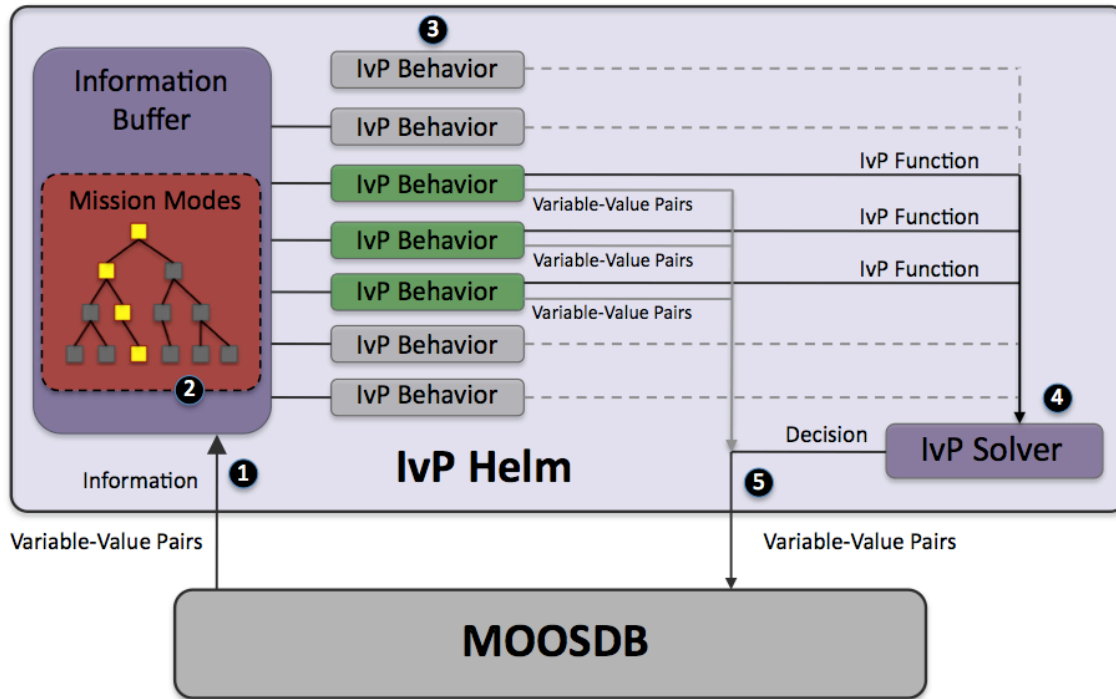 3
Information
Buffer
IvP Behavior
IvP Behavior
IvP Function
Mission Modes
IvP Behavior
Variable-Value Pairs
IvP Function
IvP Behavior
Variable-Value Pairs
IvP Function
IvP Behavior
Variable-Value Pairs
IvP Behavior
2
IvP Behavior
4
Decision
IvP Solver
IvP Helm
Information
1
5
Variable-Value Pairs
Variable-Value Pairs
MOOSDB